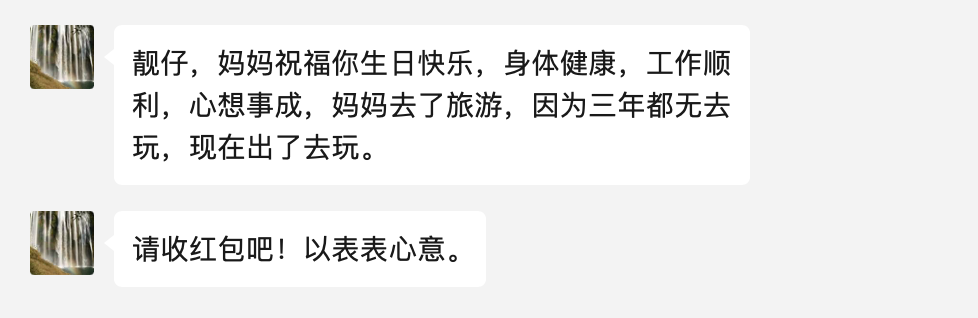 靓仔，妈妈祝福你生日快乐，身体健康，工作顺
利，心想事成，妈妈去了旅游，因为三年都无去
玩，现在出了去玩。
请收红包吧！以表表心意。